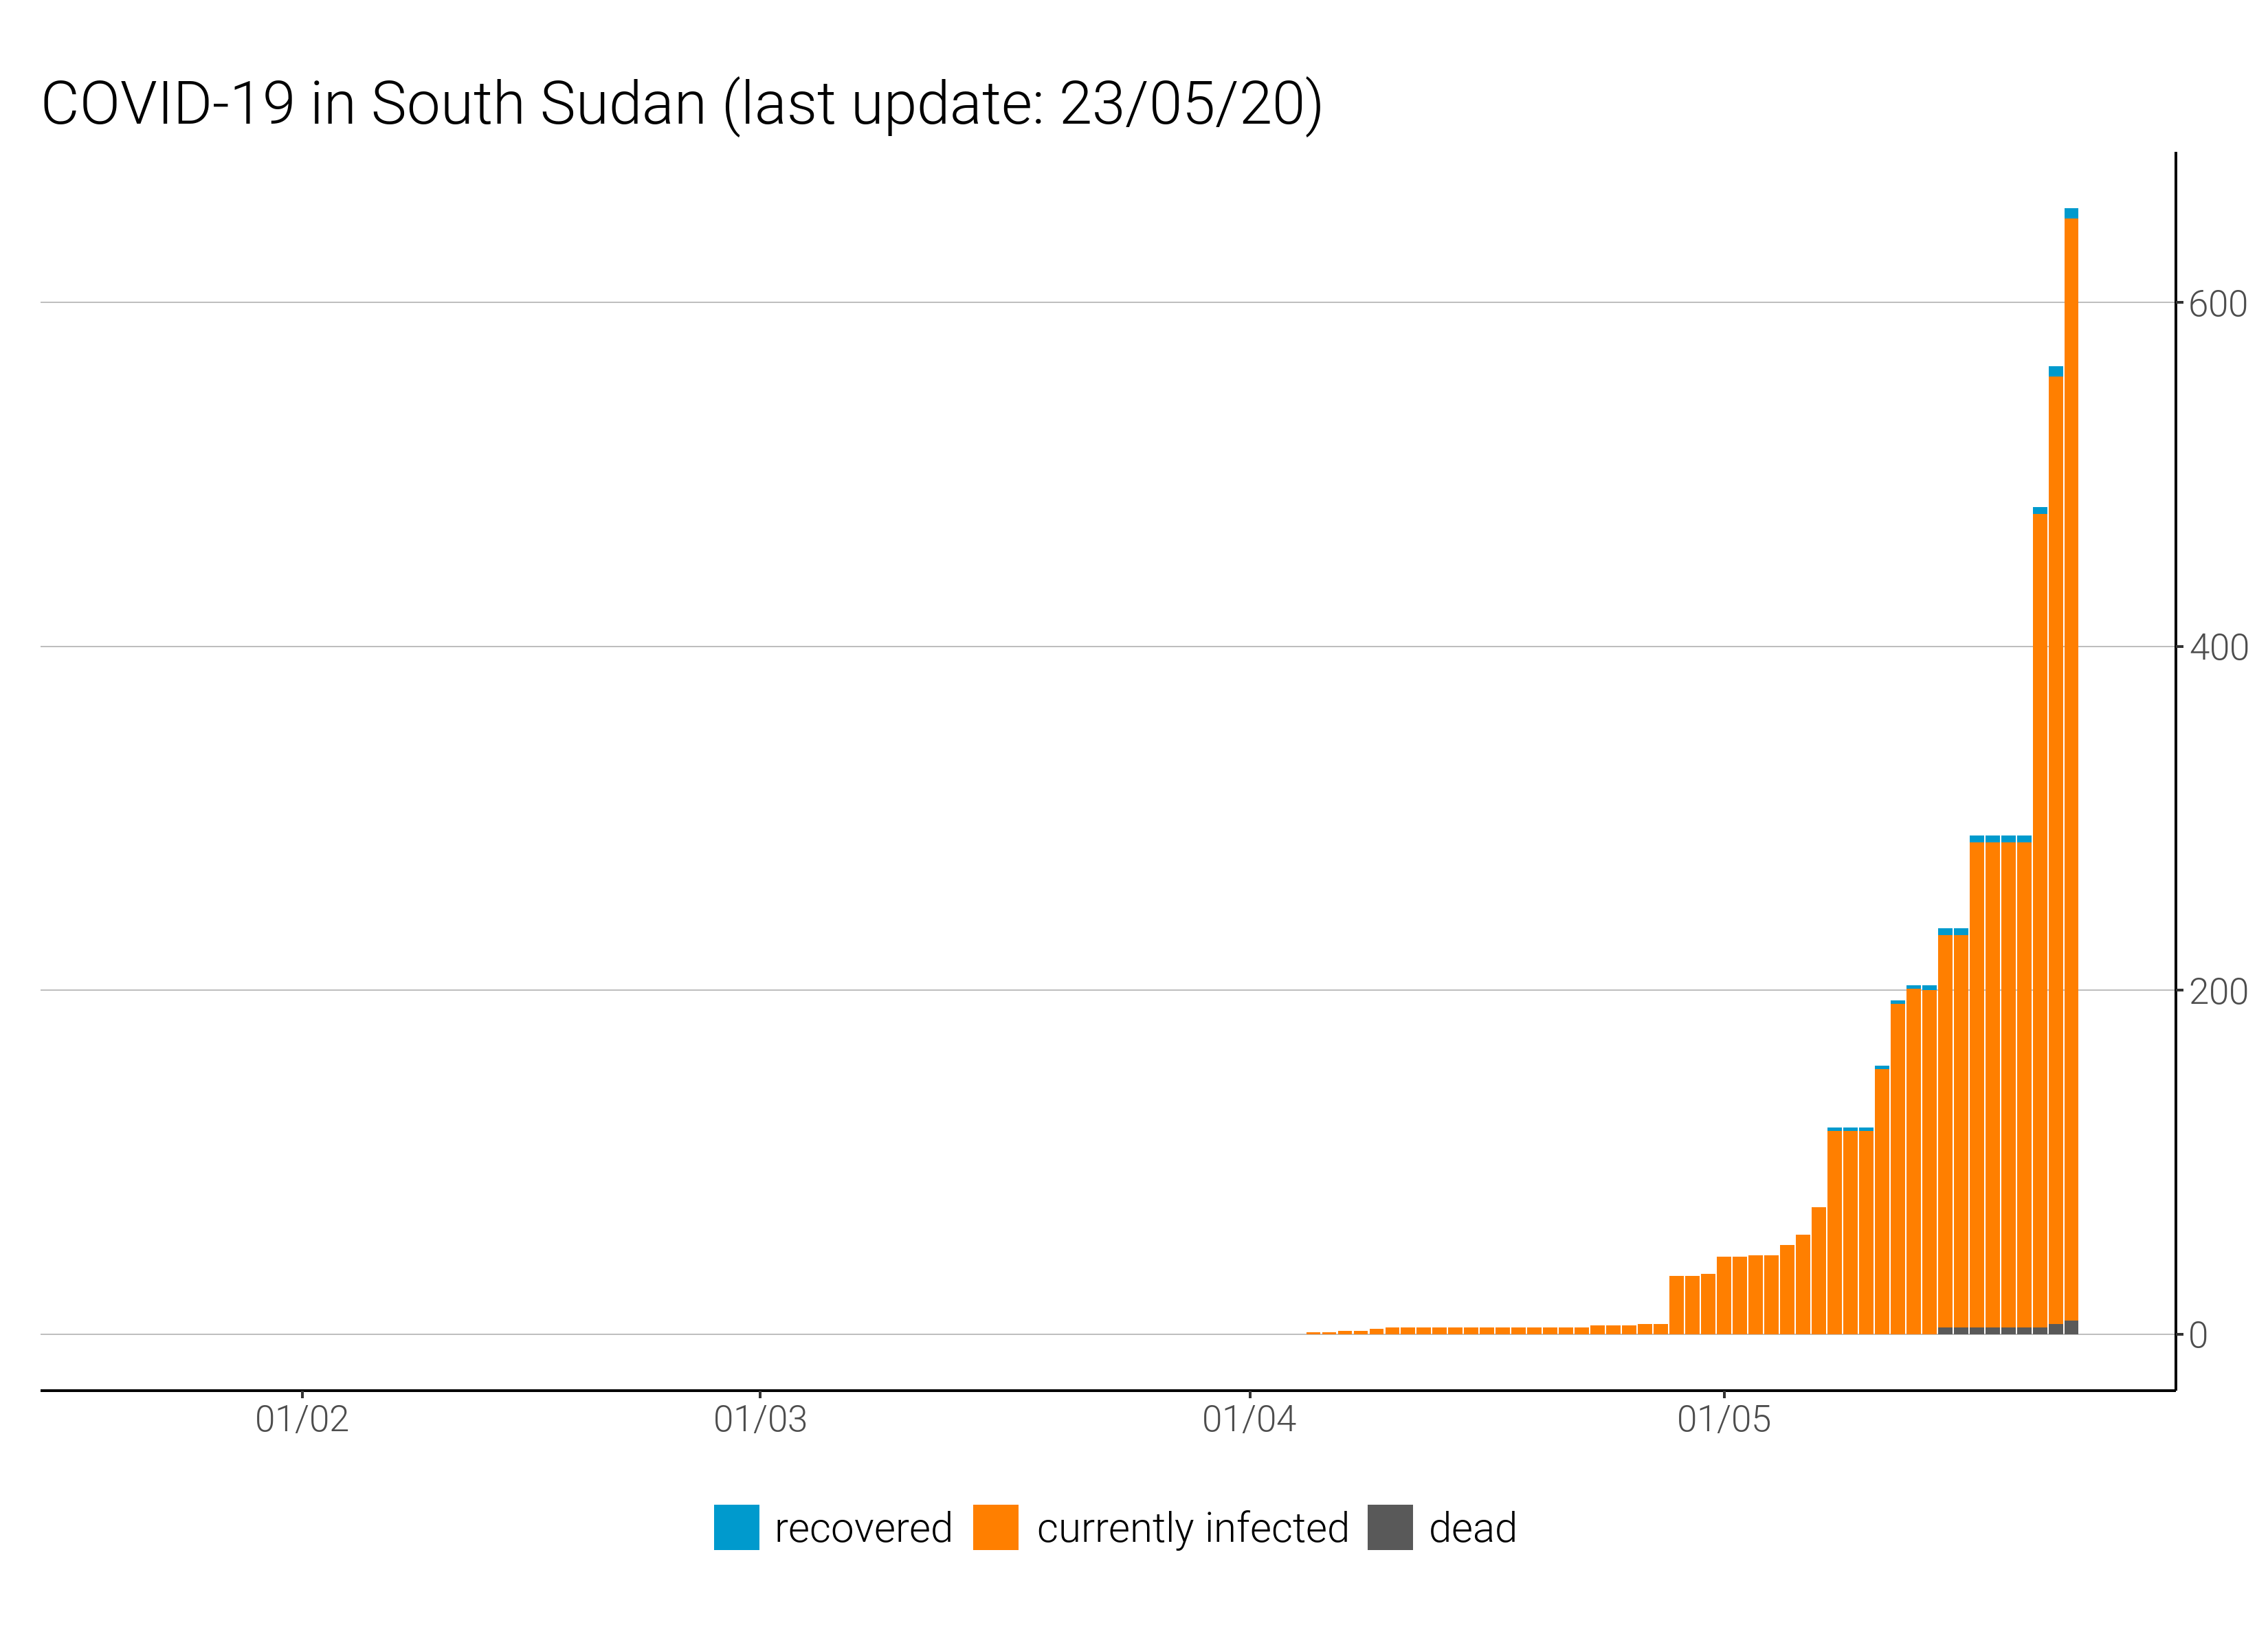 COVID-19 in South Sudan (last update: 23/05/20)
600
400
200
0
01/02 01/03 01/04 01/05
recovered currently infected dead